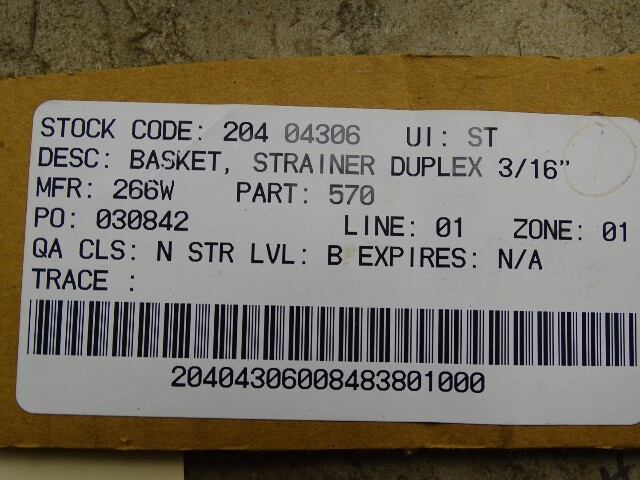 STOCK CODE: 204 04306 UI: ST
DESC: BASKET, STRAINER DUPLEX 3/16"
MFR: 266W PART: 570
PO: 030842 LINE: 01 ZONE: 01
QA CLS: N STR LVL: B EXPIRES: N/A
TRACE :
20404306008483801000